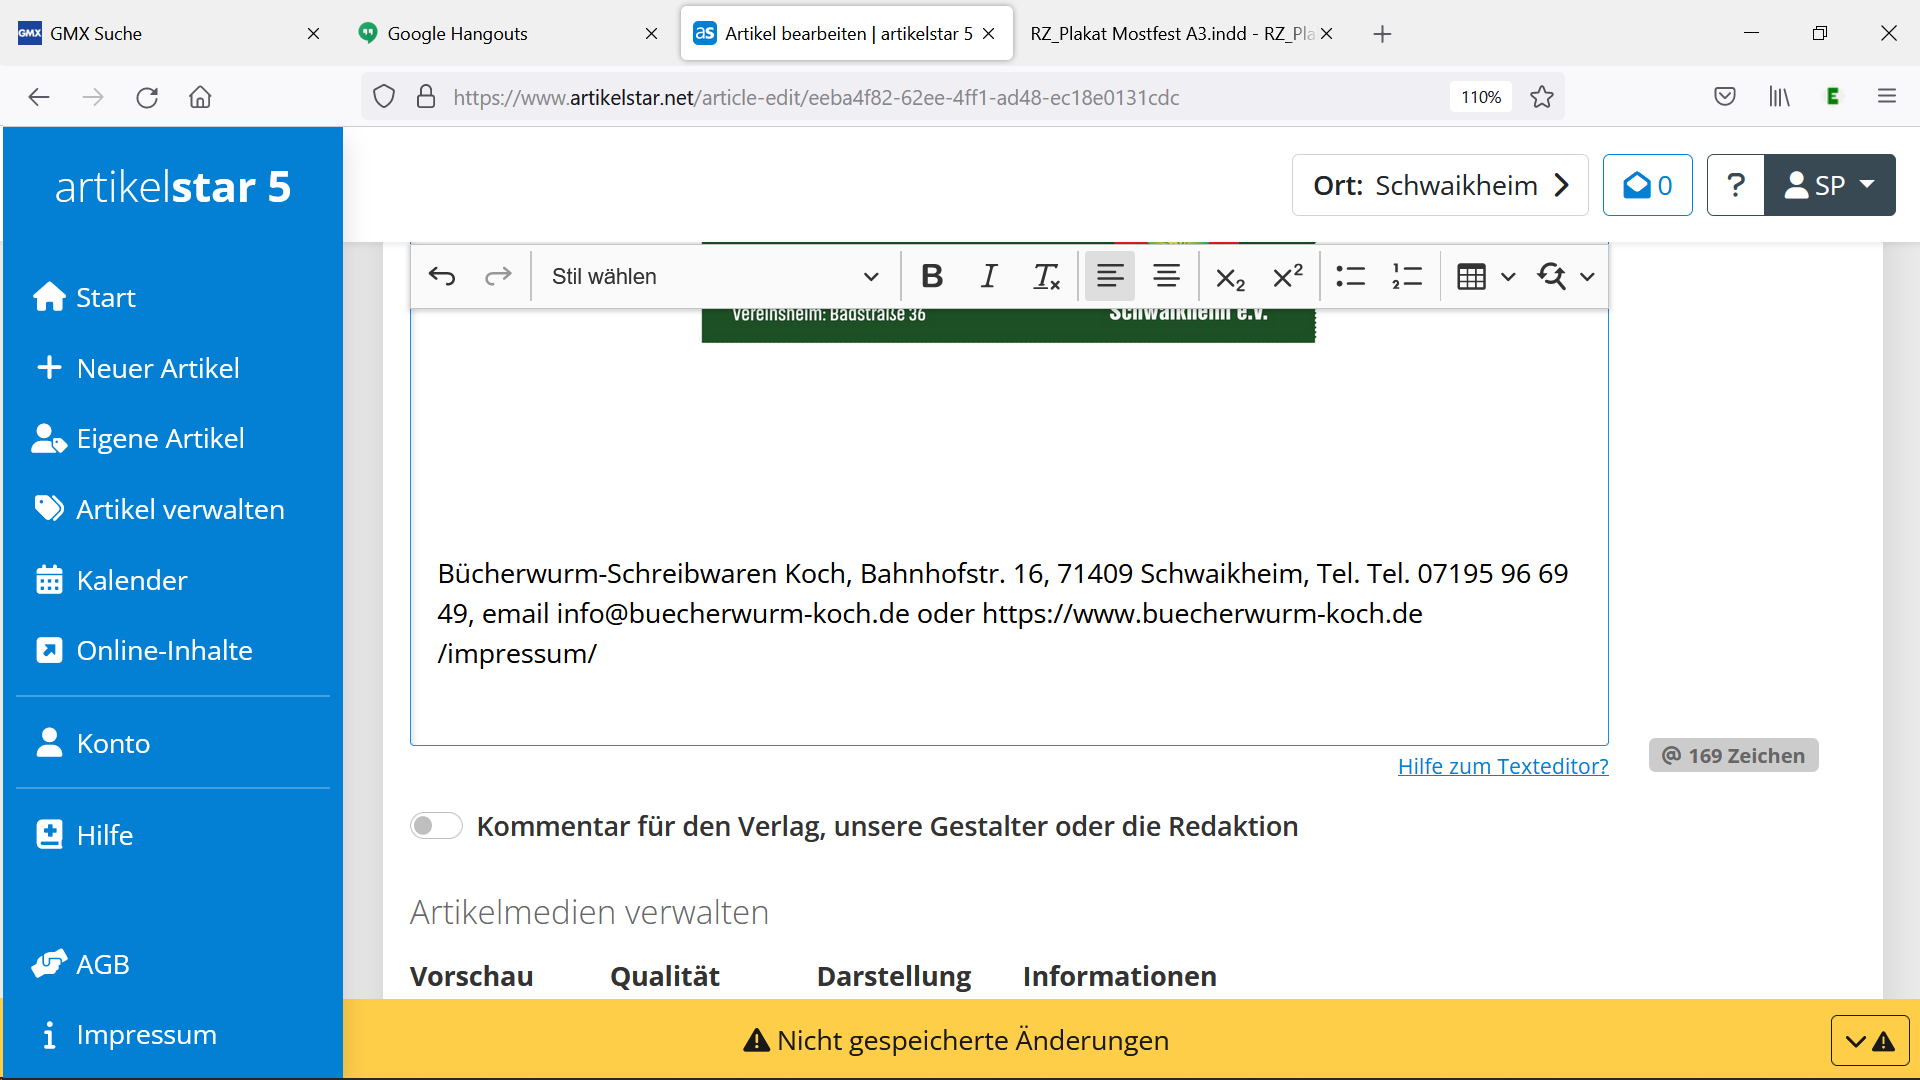 GMX Suche
Google Hangouts
Artikel bearbeiten | artikelstar 5
RZ_Plakat Mostfest A3.indd - RZ_Pla
https://www.artikelstar.net/article-edit/eeba4f82-62ee-4ff1-ad48-ec18e0131cdc
110%
artikelstar 5
Ort: Schwaikheim
0
?
SP
Start
Neuer Artikel
Eigene Artikel
Artikel verwalten
Kalender
Online-Inhalte
Konto
Hilfe
AGB
Impressum
Stil wählen
Vereinsheim: Badstraße 36
Schwaikheim e.V.
Bücherwurm-Schreibwaren Koch, Bahnhofstr. 16, 71409 Schwaikheim, Tel. Tel. 07195 96 69
49, email info@buecherwurm-koch.de oder https://www.buecherwurm-koch.de
/impressum/
Hilfe zum Texteditor?
@ 169 Zeichen
Kommentar für den Verlag, unsere Gestalter oder die Redaktion
Artikelmedien verwalten
Vorschau Qualität Darstellung Informationen
Nicht gespeicherte Änderungen